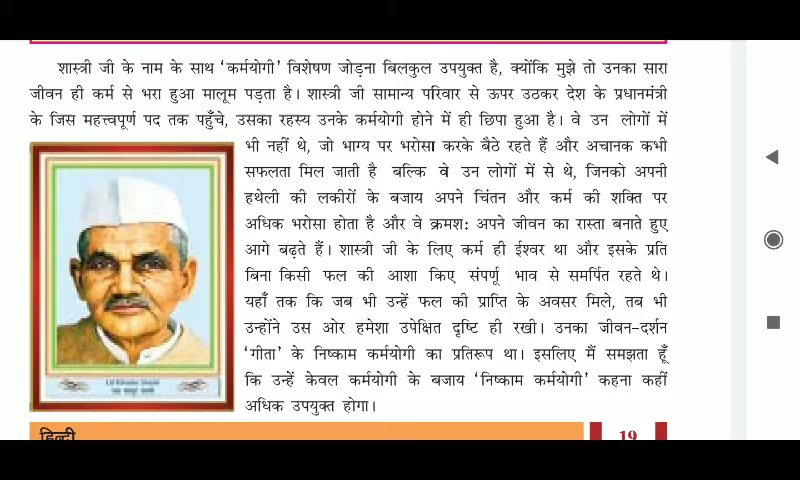 शास्त्री जी के नाम के साथ ‘कर्मयोगी’ विशेषण जोड़ना बिलकुल उपयुक्त है, क्योंकि मुझे तो उनका सारा
जीवन ही कर्म से भरा हुआ मालूम पड़ता है। शास्त्री जी सामान्य परिवार से ऊपर उठकर देश के प्रधानमंत्री
के जिस महत्त्वपूर्ण पद तक पहुँचे, उसका रहस्य उनके कर्मयोगी होने में ही छिपा हुआ है। वे उन लोगों में
भी नहीं थे, जो भाग्य पर भरोसा करके बैठे रहते हैं और अचानक कभी
सफलता मिल जाती है बल्कि वे उन लोगों में से थे, जिनको अपनी
हथेली की लकीरों के बजाय अपने चिंतन और कर्म की शक्ति पर
अधिक भरोसा होता है और वे क्रमश: अपने जीवन का रास्ता बनाते हुए
आगे बढ़ते हैं। शास्त्री जी के लिए कर्म ही ईश्वर था और इसके प्रति
बिना किसी फल की आशा किए संपूर्ण भाव से समर्पित रहते थे।
यहाँ तक कि जब भी उन्हें फल की प्राप्ति के अवसर मिले, तब भी
उन्होंने उस ओर हमेशा उपेक्षित दृष्टि ही रखी। उनका जीवन-दर्शन
‘गीता’ के निष्काम कर्मयोगी का प्रतिरूप था। इसलिए मैं समझता हूँ
कि उन्हें केवल कर्मयोगी के बजाय ‘निष्काम कर्मयोगी’ कहना कहीं
अधिक उपयुक्त होगा।
हिन्दी
19